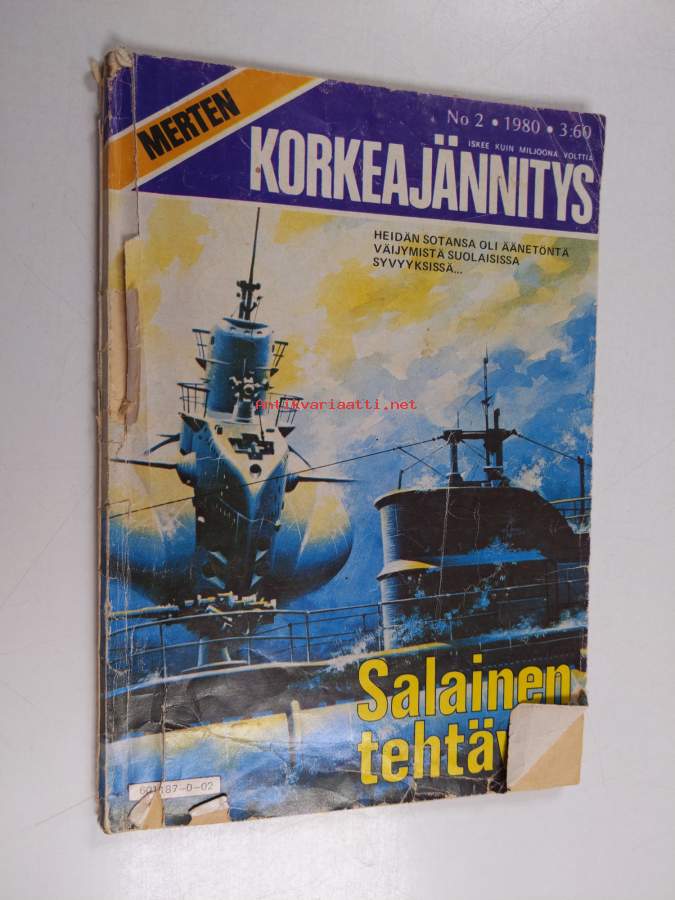 MERTEN
No 2 • 1980 • 3:60
ISKEE KUIN MILJOONA VOLTTIA
KORKEAJÄNNITYS
HEIDÄN SOTANSA OLI ÄÄNETÖNTÄ
VÄIJYMISTÄ SUOLAISISSA
SYVYYKSISSÄ...
antikvariaatti.net
Salainen